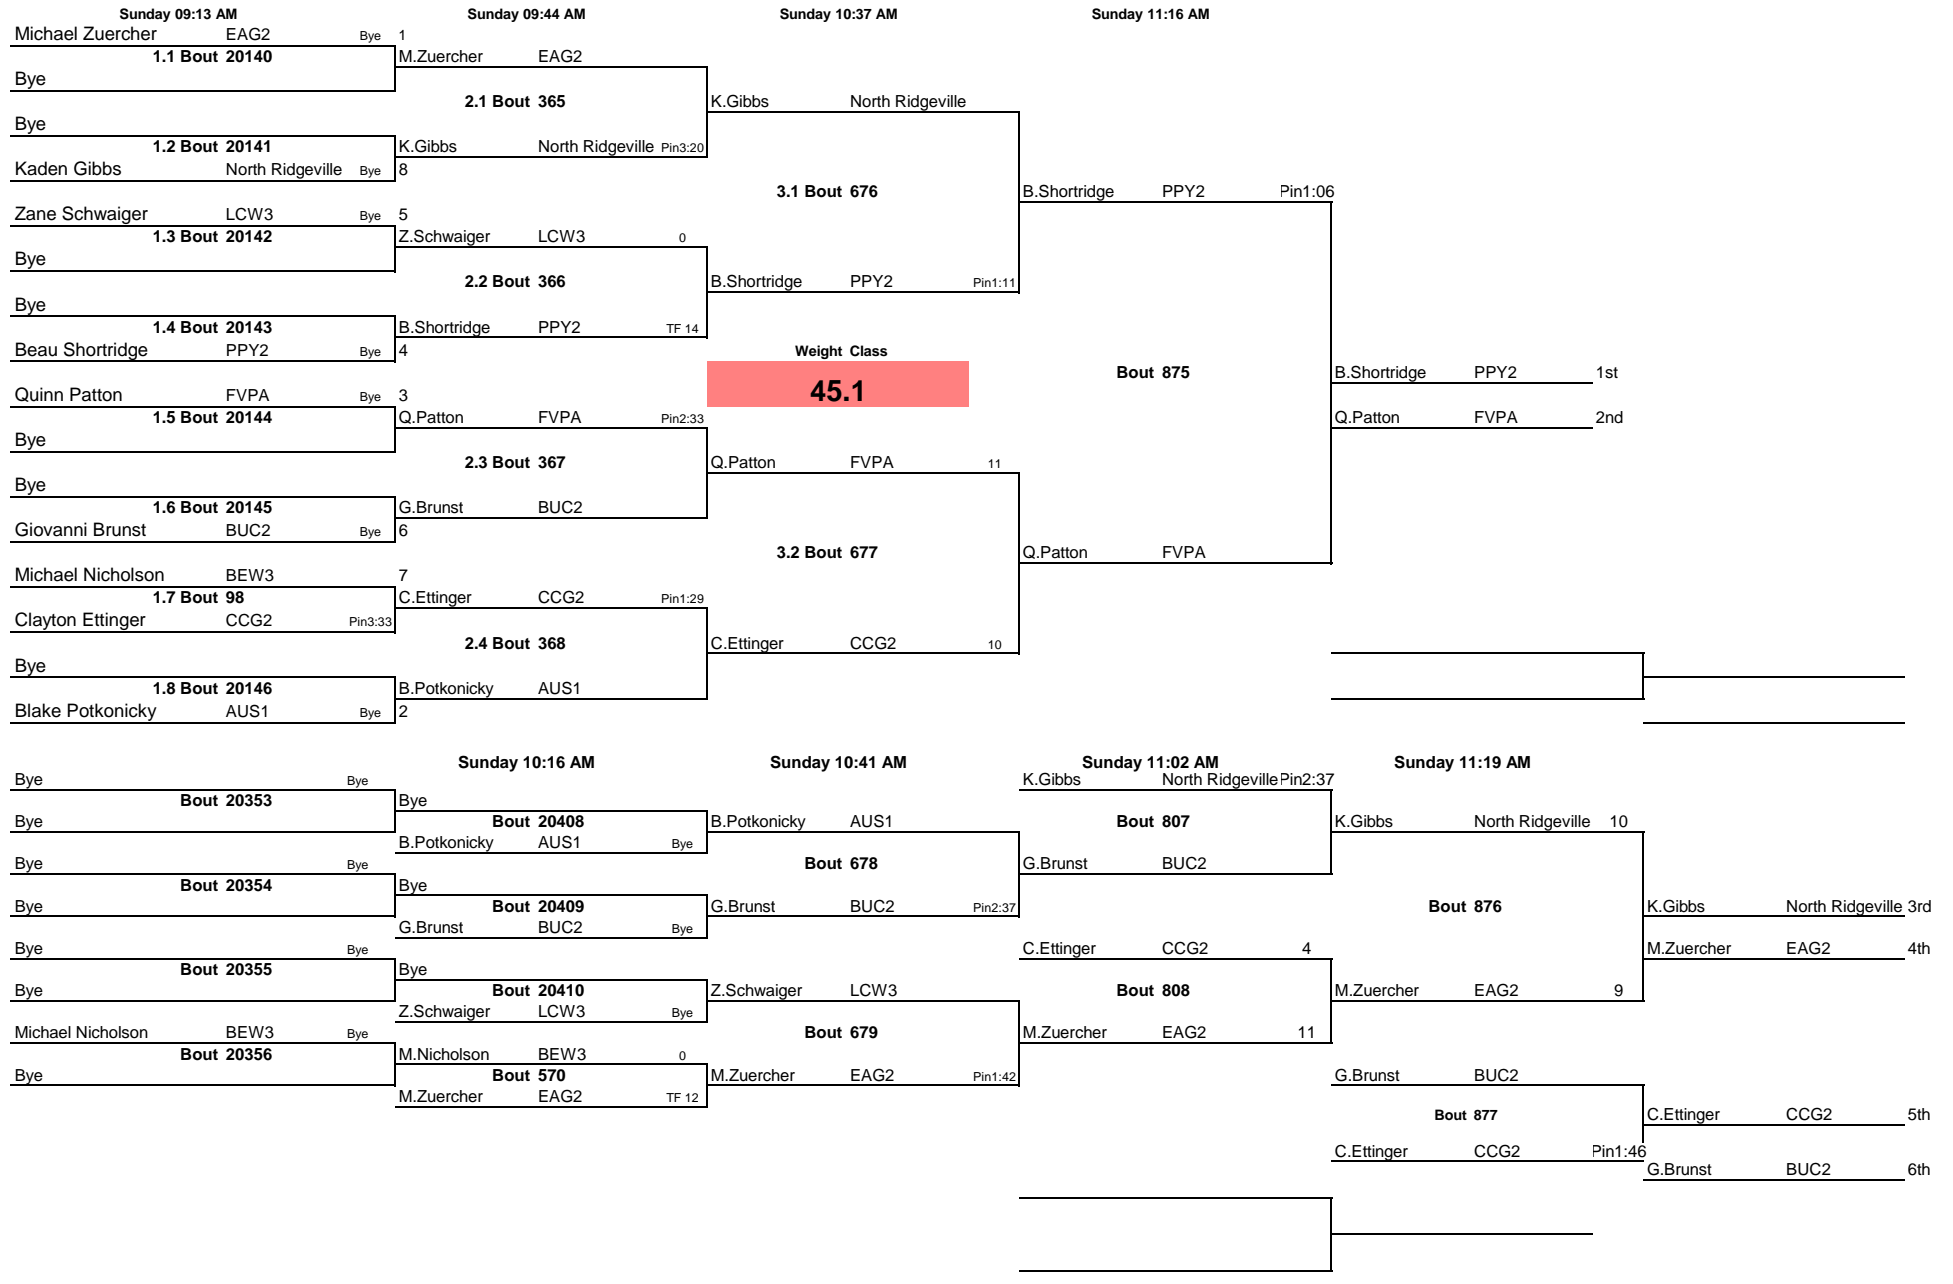 Sunday 09:13 AM Sunday 09:44 AM Sunday 10:37 AM Sunday 11:16 AM
Michael Zuercher EAG2 Bye 1
1.1 Bout 20140 M.Zuercher EAG2
Bye
2.1 Bout 365 K.Gibbs North Ridgeville
Bye
1.2 Bout 20141 K.Gibbs North Ridgeville Pin3:20
Kaden Gibbs North Ridgeville Bye 8
3.1 Bout 676 B.Shortridge PPY2 Pin1:06
Zane Schwaiger LCW3 Bye 5
1.3 Bout 20142 Z.Schwaiger LCW3 0
Bye
2.2 Bout 366 B.Shortridge PPY2 Pin1:11
Bye
1.4 Bout 20143 B.Shortridge PPY2 TF 14
Beau Shortridge PPY2 Bye 4 Weight Class
Bout 875 B.Shortridge PPY2 1st
Quinn Patton FVPA Bye 3 45.1
1.5 Bout 20144 Q.Patton FVPA Pin2:33 Q.Patton FVPA 2nd
Bye
2.3 Bout 367 Q.Patton FVPA 11
Bye
1.6 Bout 20145 G.Brunst BUC2
Giovanni Brunst BUC2 Bye 6
3.2 Bout 677 Q.Patton FVPA
Michael Nicholson BEW3 7
1.7 Bout 98 C.Ettinger CCG2 Pin1:29
Clayton Ettinger CCG2 Pin3:33
2.4 Bout 368 C.Ettinger CCG2 10
Bye
1.8 Bout 20146 B.Potkonicky AUS1
Blake Potkonicky AUS1 Bye 2
Sunday 10:16 AM Sunday 10:41 AM Sunday 11:02 AM Sunday 11:19 AM
Bye Bye K.Gibbs North Ridgeville Pin2:37
Bout 20353 Bye
Bye Bout 20408 B.Potkonicky AUS1 Bout 807 K.Gibbs North Ridgeville 10
B.Potkonicky AUS1 Bye
Bye Bye Bout 678 G.Brunst BUC2
Bout 20354 Bye
Bye Bout 20409 G.Brunst BUC2 Pin2:37 Bout 876 K.Gibbs North Ridgeville 3rd
G.Brunst BUC2 Bye
Bye Bye C.Ettinger CCG2 4 M.Zuercher EAG2 4th
Bout 20355 Bye
Bye Bout 20410 Z.Schwaiger LCW3 Bout 808 M.Zuercher EAG2 9
Z.Schwaiger LCW3 Bye
Michael Nicholson BEW3 Bye Bout 679 M.Zuercher EAG2 11
Bout 20356 M.Nicholson BEW3 0
Bye Bout 570 M.Zuercher EAG2 Pin1:42 G.Brunst BUC2
M.Zuercher EAG2 TF 12
Bout 877 C.Ettinger CCG2 5th
C.Ettinger CCG2 Pin1:46
G.Brunst BUC2 6th